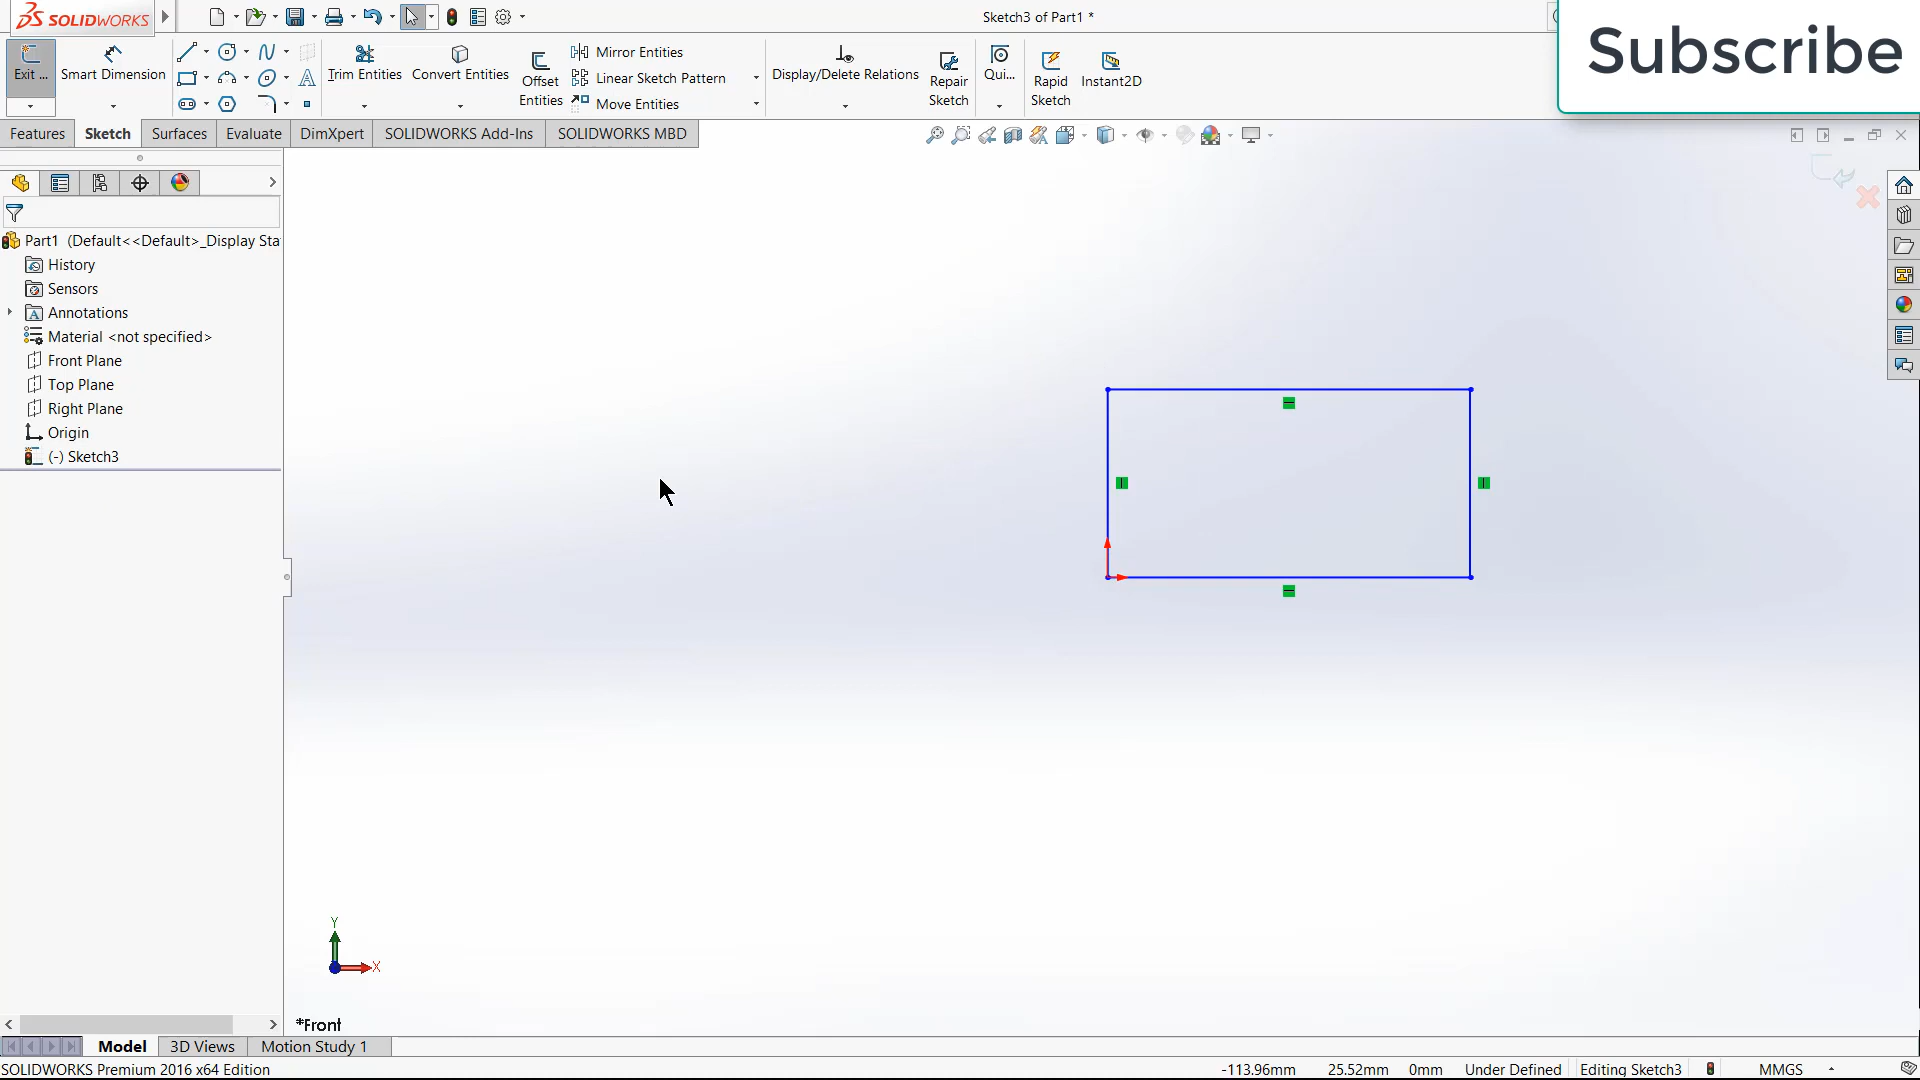 SOLIDWORKS
Sketch3 of Part1 *
Subscribe
Exit ...
Smart Dimension
Trim Entities
Convert Entities
Offset
Entities
Mirror Entities
Linear Sketch Pattern
Move Entities
Display/Delete Relations
Repair
Sketch
Qui...
Rapid
Sketch
Instant2D
Features
Sketch
Surfaces
Evaluate
DimXpert
SOLIDWORKS Add-Ins
SOLIDWORKS MBD
Part1 (Default<<Default>_Display Sta
History
Sensors
Annotations
Material <not specified>
Front Plane
Top Plane
Right Plane
Origin
(-) Sketch3
Y
X
*Front
Model
3D Views
Motion Study 1
SOLIDWORKS Premium 2016 x64 Edition
-113.96mm
25.52mm
0mm
Under Defined
Editing Sketch3
MMGS